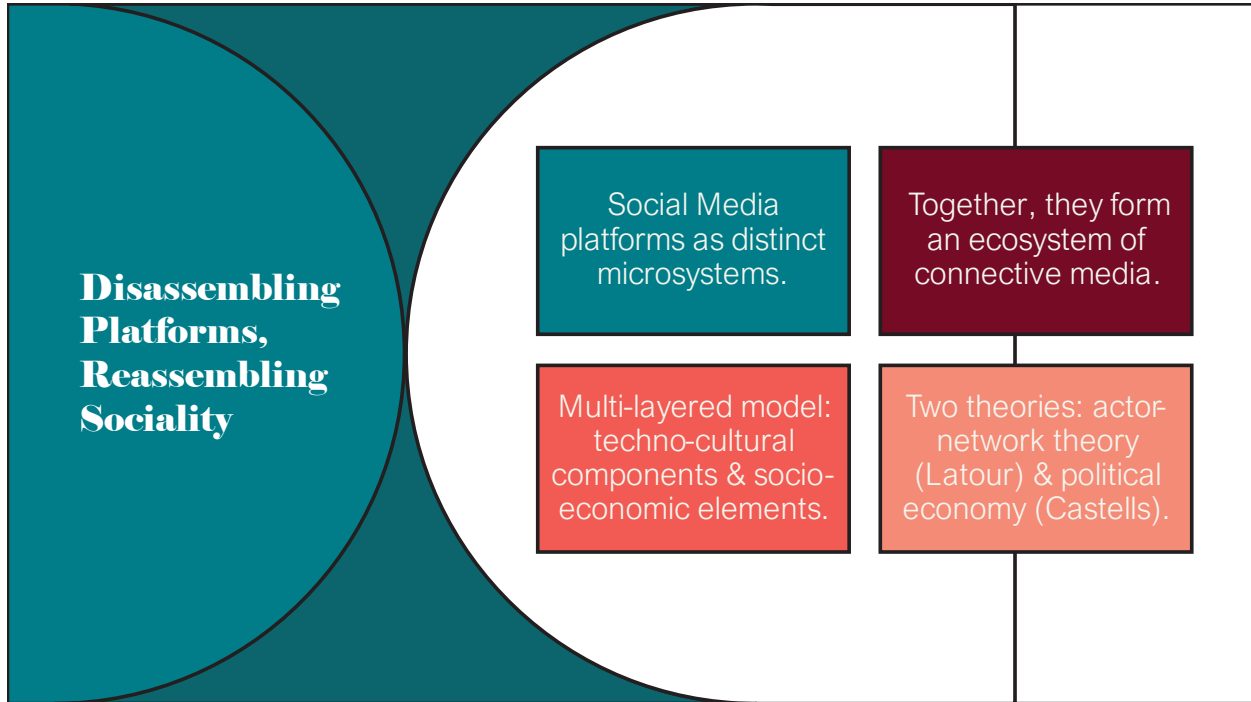 Disassembling
Platforms,
Reassembling
Sociality
Social Media
platforms as distinct
microsystems.
Together, they form
an ecosystem of
connective media.
Multi-layered model:
techno-cultural
components & socio-
economic elements.
Two theories: actor-
network theory
(Latour) & political
economy (Castells).